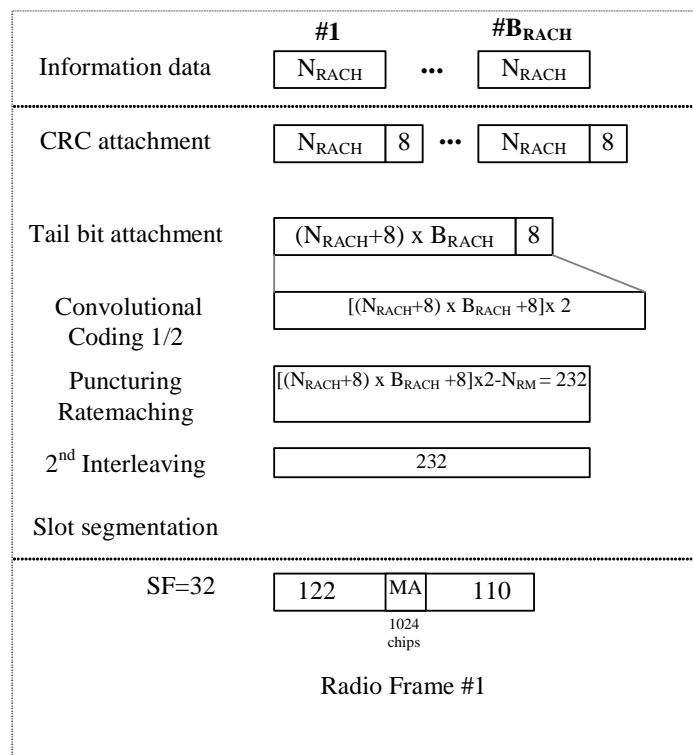 #1 #B_RACH
Information data N_RACH ... N_RACH
CRC attachment N_RACH 8 ... N_RACH 8
Tail bit attachment (N_RACH+8) x B_RACH 8
Convolutional
Coding 1/2
[(N_RACH+8) x B_RACH +8]x 2
Puncturing
Ratemaching
[(N_RACH+8) x B_RACH +8]x2-N_RM = 232
2nd Interleaving 232
Slot segmentation
SF=32 122 MA 110
1024
chips
Radio Frame #1